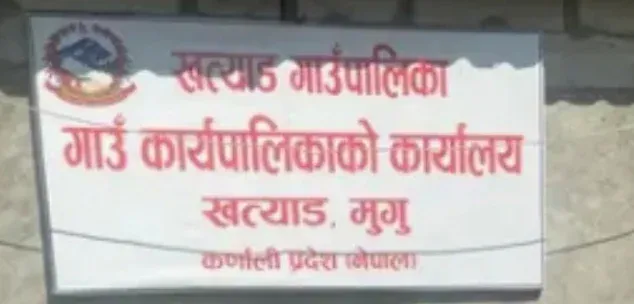 खत्याड गाउँपालिका
गाउँ कार्यपालिकाको कार्यालय
खत्याड, मुगु
कर्णाली प्रदेश (नेपाल)